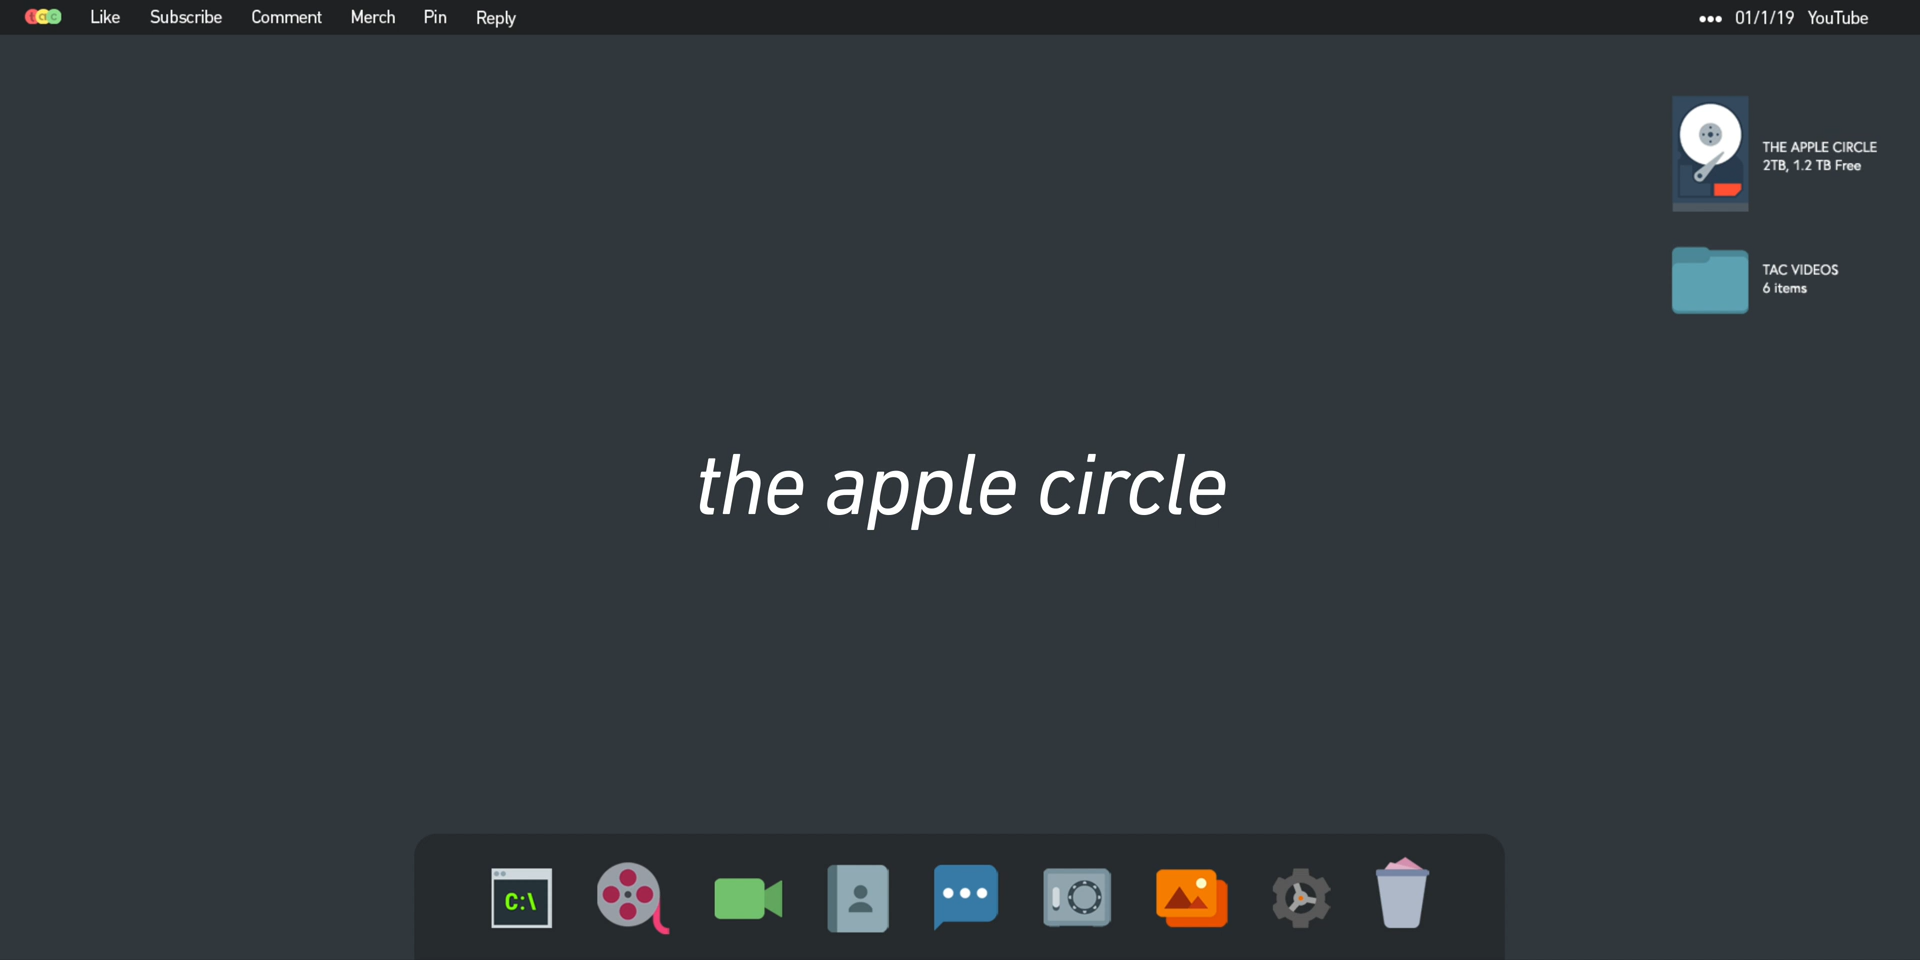 tac Like Subscribe Comment Merch Pin Reply ••• 01/1/19 YouTube
THE APPLE CIRCLE
2TB, 1.2 TB Free
TAC VIDEOS
6 items
the apple circle
C:\